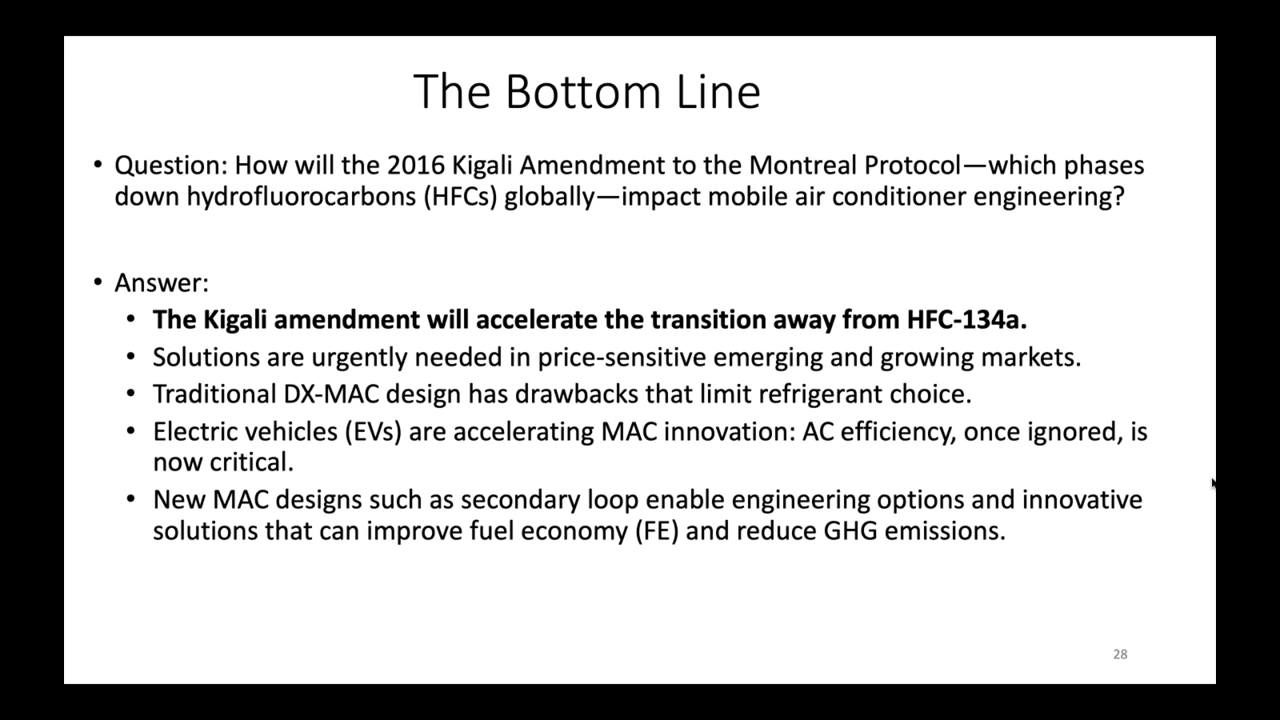 The Bottom Line
• Question: How will the 2016 Kigali Amendment to the Montreal Protocol—which phases
down hydrofluorocarbons (HFCs) globally—impact mobile air conditioner engineering?
• Answer:
• The Kigali amendment will accelerate the transition away from HFC-134a.
• Solutions are urgently needed in price-sensitive emerging and growing markets.
• Traditional DX-MAC design has drawbacks that limit refrigerant choice.
• Electric vehicles (EVs) are accelerating MAC innovation: AC efficiency, once ignored, is
now critical.
• New MAC designs such as secondary loop enable engineering options and innovative
solutions that can improve fuel economy (FE) and reduce GHG emissions.
28